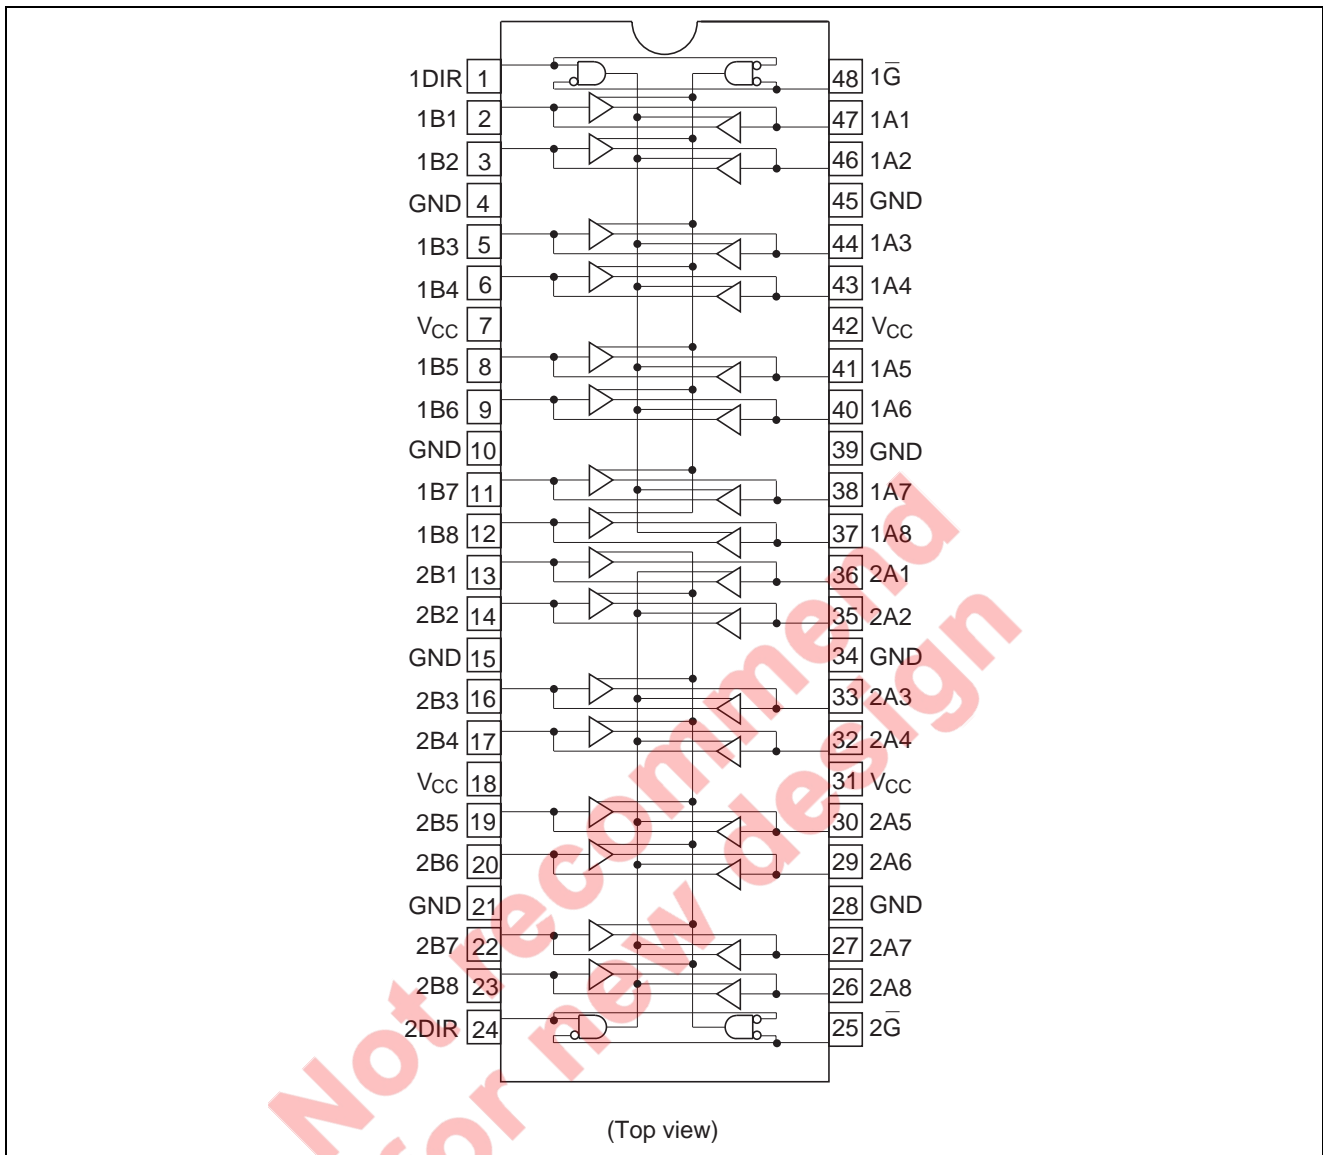 1DIR 1 48 1G̅
1B1 2 47 1A1
1B2 3 46 1A2
GND 4 45 GND
1B3 5 44 1A3
1B4 6 43 1A4
VCC 7 42 VCC
1B5 8 41 1A5
1B6 9 40 1A6
GND 10 39 GND
1B7 11 38 1A7
1B8 12 37 1A8
2B1 13 36 2A1
2B2 14 35 2A2
GND 15 34 GND
2B3 16 33 2A3
2B4 17 32 2A4
VCC 18 31 VCC
2B5 19 30 2A5
2B6 20 29 2A6
GND 21 28 GND
2B7 22 27 2A7
2B8 23 26 2A8
2DIR 24 25 2G̅
(Top view)
Not recommend
for new design